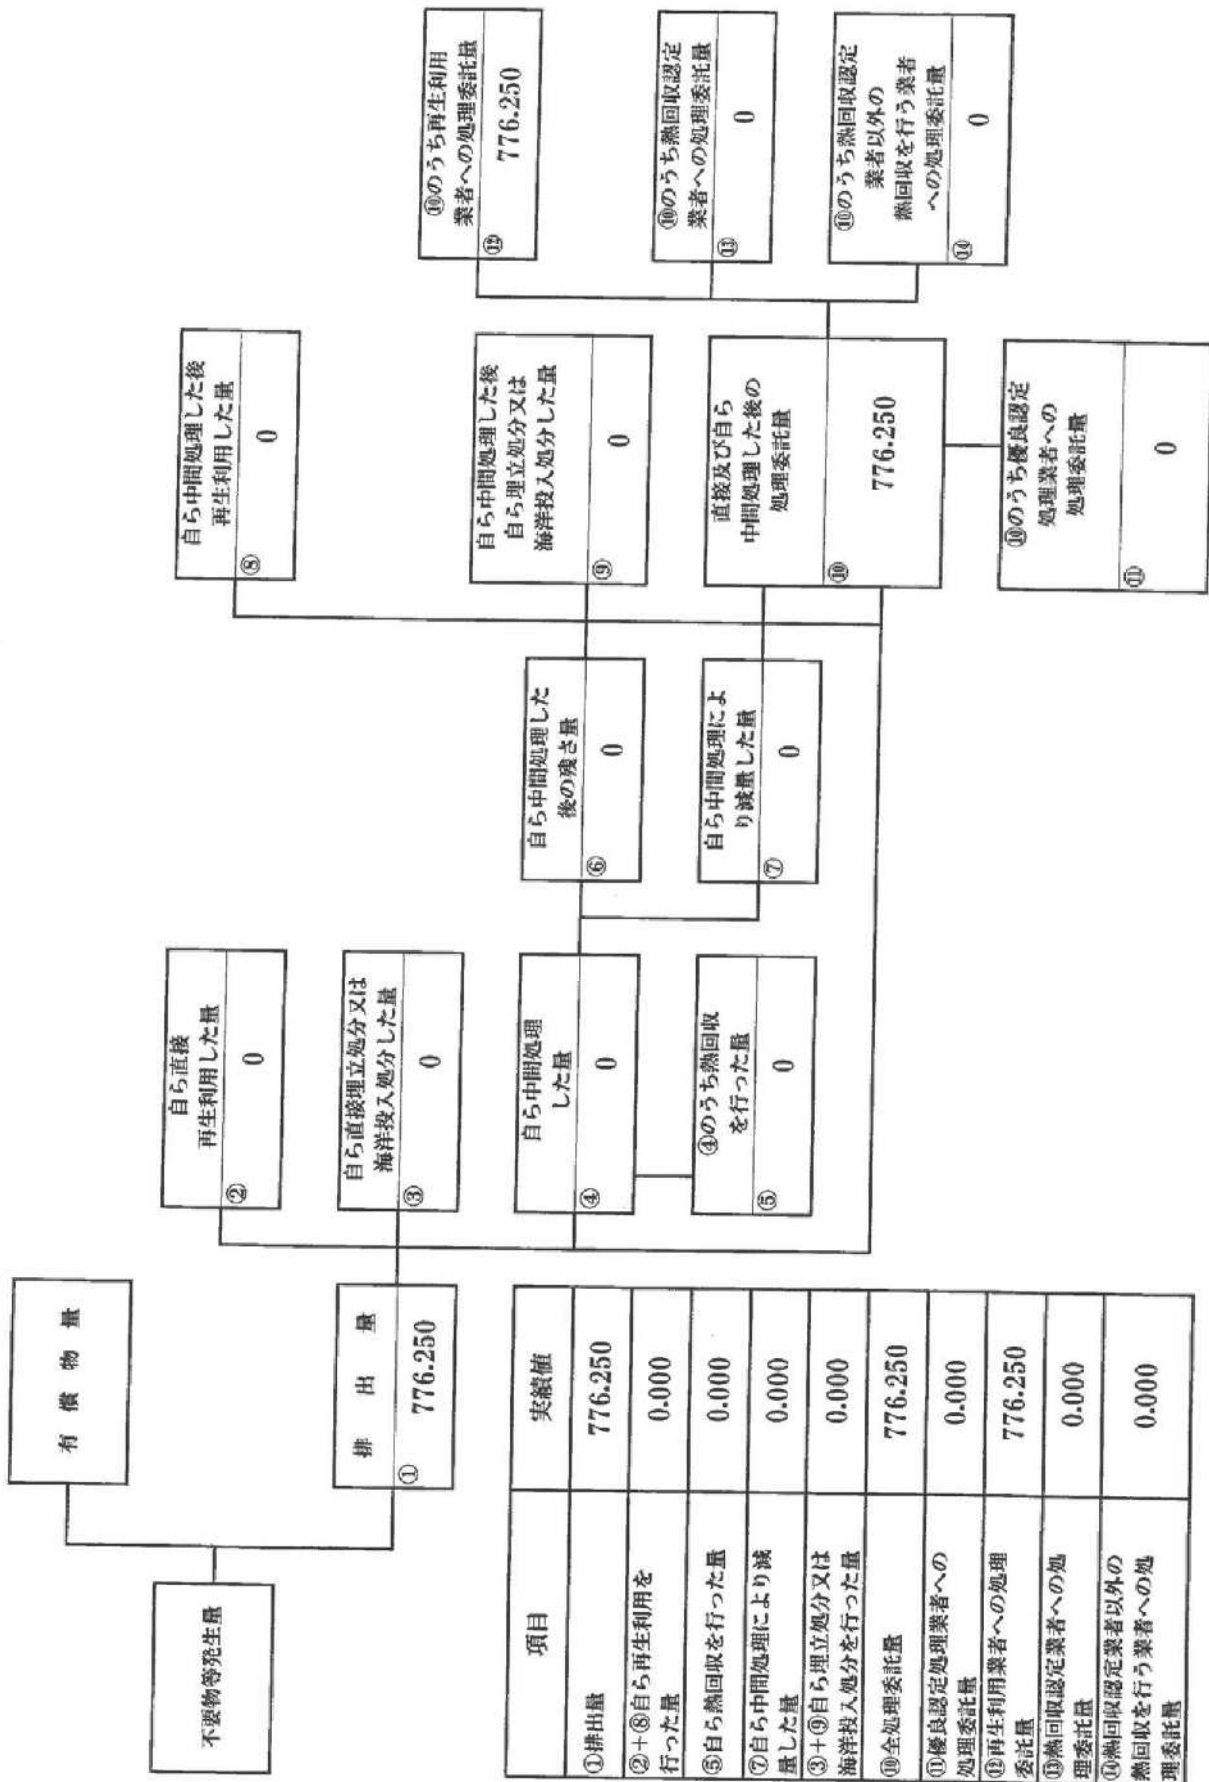 不要物等発生量
有償物量
排出量
①
776.250
自ら直接
再生利用した量
②
0
自ら直接埋立処分又は
海洋投入処分した量
③
0
自ら中間処理
した量
④
0
④のうち熱回収
を行った量
⑤
0
自ら中間処理した
後の残さ量
⑥
0
自ら中間処理によ
り減量した量
⑦
0
自ら中間処理した後
再生利用した量
⑧
0
自ら中間処理した後
自ら埋立処分又は
海洋投入処分した量
⑨
0
直接及び自ら
中間処理した後の
処理委託量
⑩
776.250
⑩のうち優良認定
処理業者への
処理委託量
⑪
0
⑩のうち再生利用
業者への処理委託量
⑫
776.250
⑩のうち熱回収認定
業者への処理委託量
⑬
0
⑩のうち熱回収認定
業者以外の
熱回収を行う業者
への処理委託量
⑭
0
項目
実績値
①排出量
776.250
②+⑧自ら再生利用を
行った量
0.000
⑤自ら熱回収を行った量
0.000
⑦自ら中間処理により減
量した量
0.000
③+⑨自ら埋立処分又は
海洋投入処分を行った量
0.000
⑩全処理委託量
776.250
⑪優良認定処理業者への
処理委託量
0.000
⑫再生利用業者への処理
委託量
776.250
⑬熱回収認定業者への処
理委託量
0.000
⑭熱回収認定業者以外の
熱回収を行う業者への処
理委託量
0.000